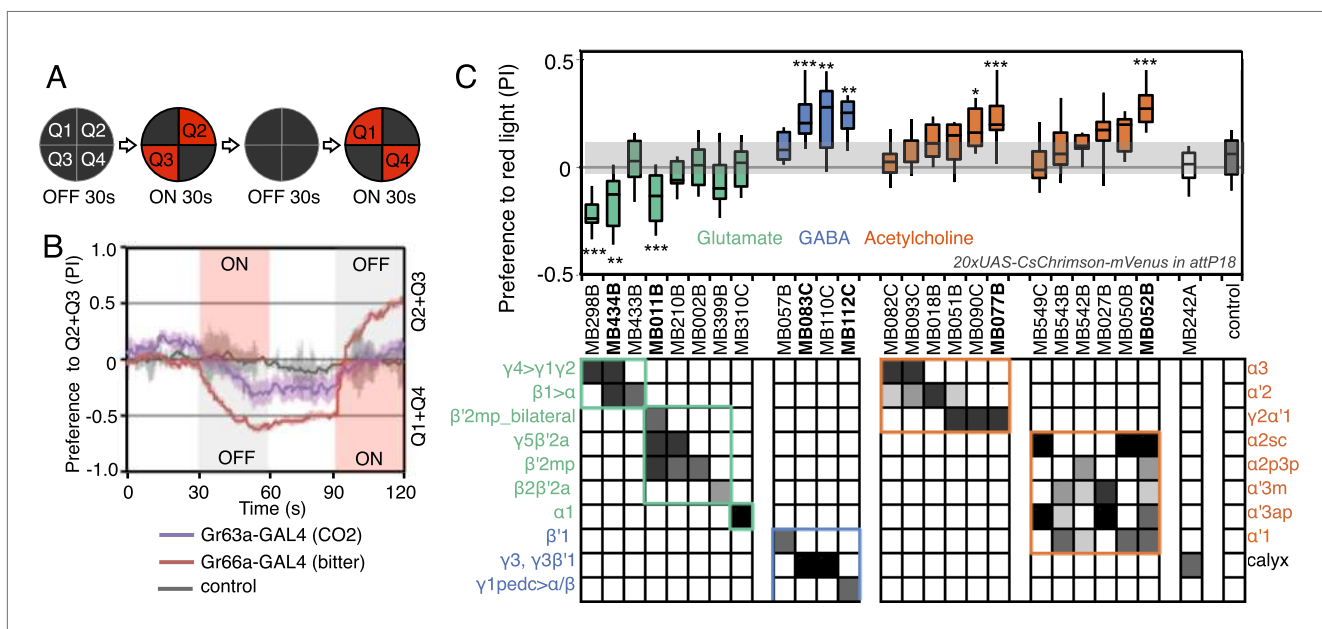 A
Q1 Q2
Q3 Q4
Q2
Q3
Q1
Q4
OFF 30s
ON 30s
OFF 30s
ON 30s
B
Preference to Q2+Q3 (PI)
1.0
0.5
0
-0.5
-1.0
ON
OFF
OFF
ON
Q2+Q3
Q1+Q4
0 30 60 90 120
Time (s)
Gr63a-GAL4 (CO2)
Gr66a-GAL4 (bitter)
control
C
Preference to red light (PI)
0.5
0
-0.5
***
**
***
***
**
**
*
***
***
Glutamate GABA Acetylcholine
20xUAS-CsChrimson-mVenus in attP18
MB298B
MB434B
MB433B
MB011B
MB210B
MB002B
MB399B
MB310C
MB057B
MB083C
MB110C
MB112C
MB082C
MB093C
MB018B
MB051B
MB090C
MB077B
MB549C
MB543B
MB542B
MB027B
MB050B
MB052B
MB242A
control
γ4>γ1γ2
β1>α
β'2mp_bilateral
γ5β'2a
β'2mp
β2β'2a
α1
β'1
γ3, γ3β'1
γ1pedc>α/β
α3
α'2
γ2α'1
α2sc
α2p3p
α'3m
α'3ap
α'1
calyx